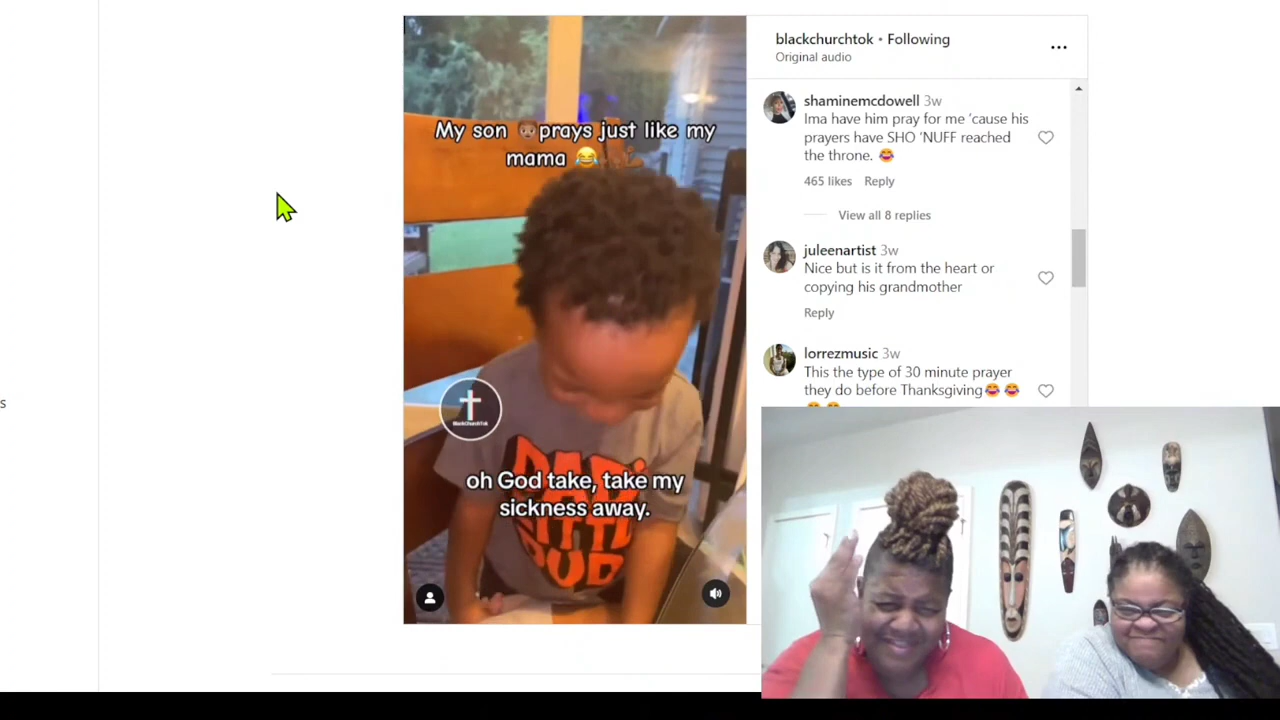 blackchurchtok • Following
Original audio
My son 👦🏽prays just like my
mama 😂
BlackChurchTok
oh God take, take my
sickness away.
shaminemcdowell 3w
Ima have him pray for me ‘cause his
prayers have SHO ‘NUFF reached
the throne. 😂
465 likes Reply
View all 8 replies
juleenartist 3w
Nice but is it from the heart or
copying his grandmother
Reply
lorrezmusic 3w
This the type of 30 minute prayer
they do before Thanksgiving😂 😂
s